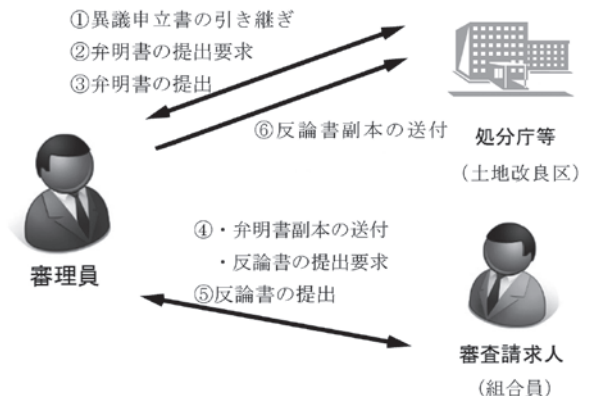 ①異議申立書の引き継ぎ
②弁明書の提出要求
③弁明書の提出
⑥反論書副本の送付
処分庁等
（土地改良区）
審理員
④・弁明書副本の送付
・反論書の提出要求
⑤反論書の提出
審査請求人
（組合員）